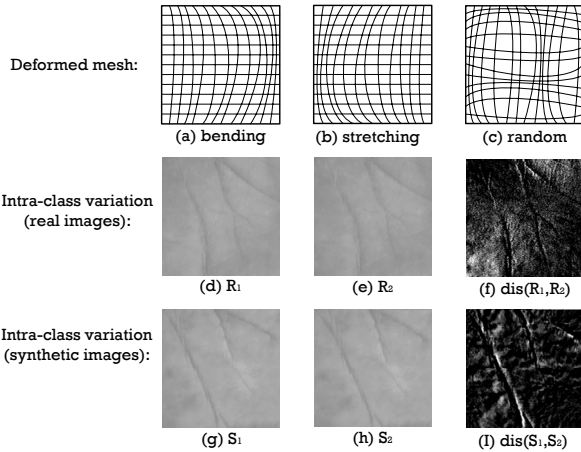 Deformed mesh:
(a) bending
(b) stretching
(c) random
Intra-class variation
(real images):
(d) R₁
(e) R₂
(f) dis(R₁,R₂)
Intra-class variation
(synthetic images):
(g) S₁
(h) S₂
(I) dis(S₁,S₂)